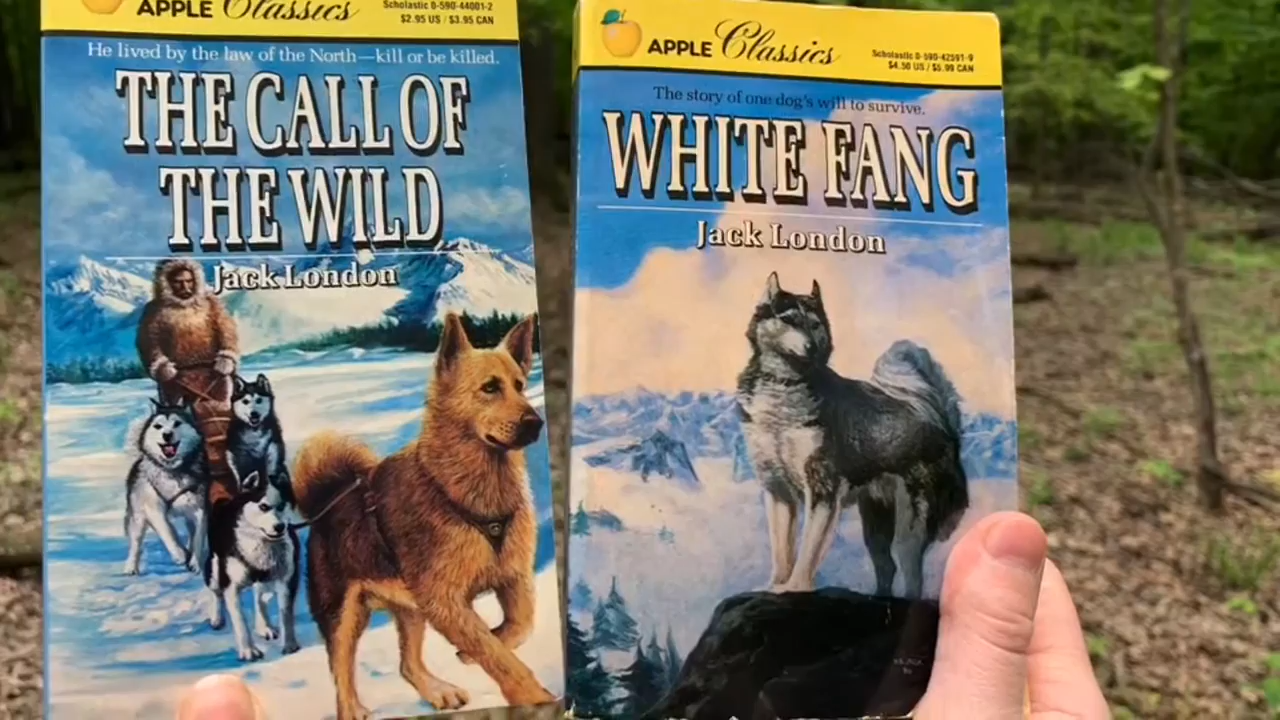 APPLE Classics
Scholastic 0-590-44001-2
$2.95 US / $3.95 CAN
He lived by the law of the North—kill or be killed.
THE CALL OF
THE WILD
Jack London
APPLE Classics
Scholastic 0-590-42591-9
$4.50 US / $5.99 CAN
The story of one dog's will to survive.
WHITE FANG
Jack London